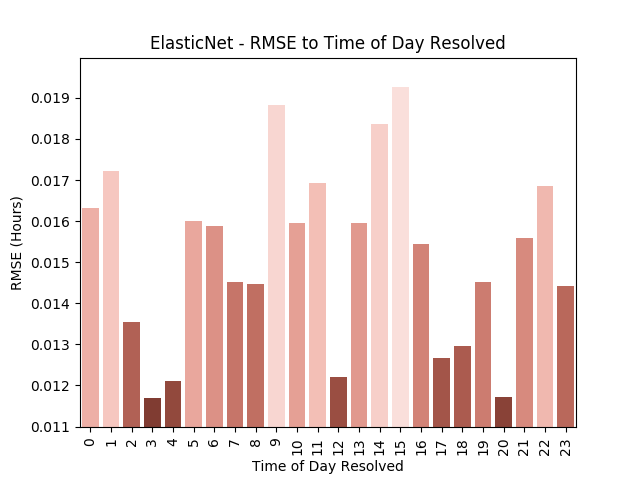 ElasticNet - RMSE to Time of Day Resolved
0.019
0.018
0.017
0.016
0.015
0.014
0.013
0.012
0.011
RMSE (Hours)
0 1 2 3 4 5 6 7 8 9 10 11 12 13 14 15 16 17 18 19 20 21 22 23
Time of Day Resolved